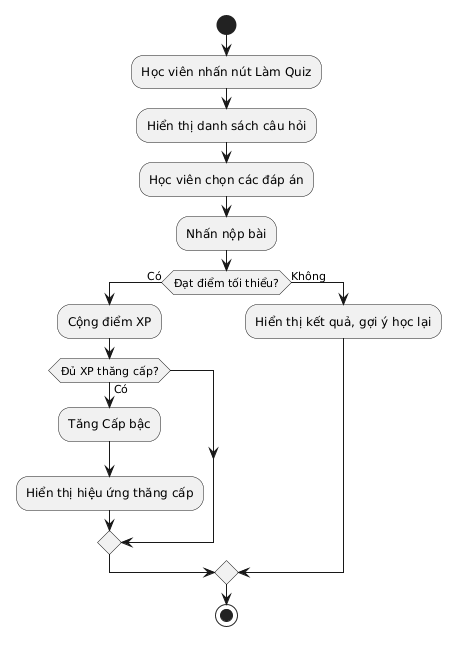 Học viên nhấn nút Làm Quiz
Hiển thị danh sách câu hỏi
Học viên chọn các đáp án
Nhấn nộp bài
Có
Đạt điểm tối thiểu?
Không
Cộng điểm XP
Hiển thị kết quả, gợi ý học lại
Đủ XP thăng cấp?
Có
Tăng Cấp bậc
Hiển thị hiệu ứng thăng cấp